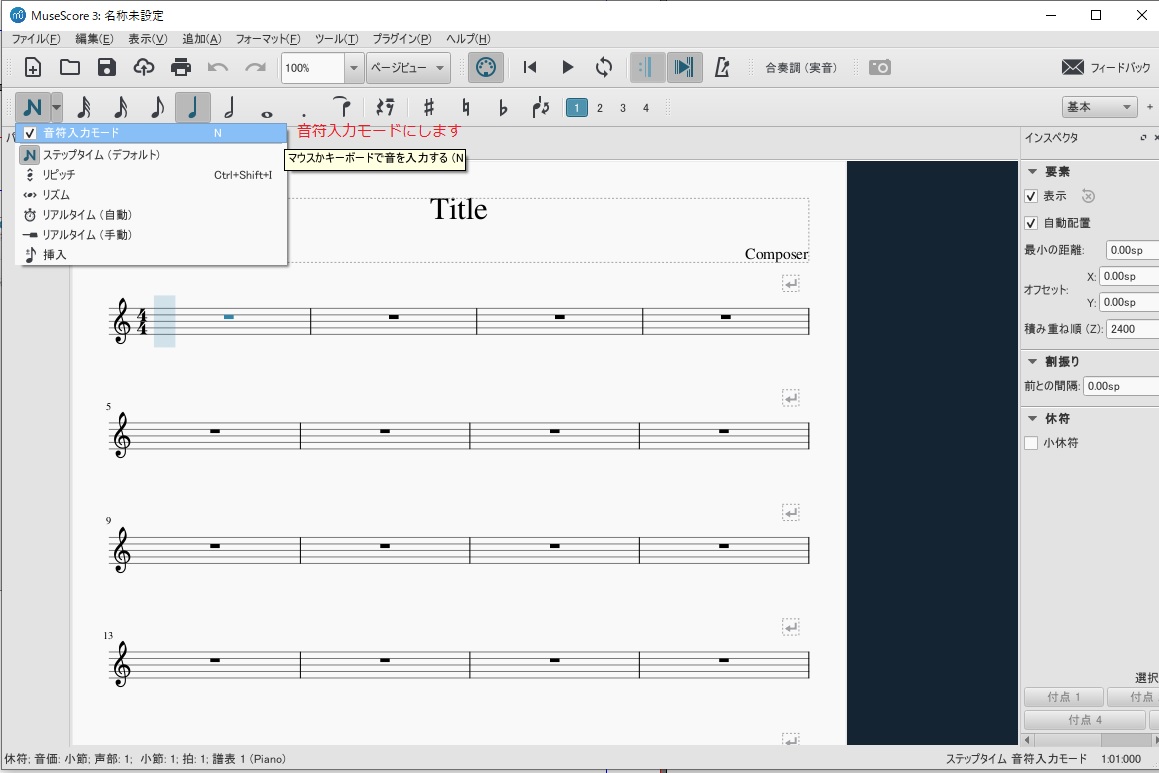 MuseScore 3: 名称未設定
ファイル(F) 編集(E) 表示(V) 追加(A) フォーマット(F) ツール(T) プラグイン(P) ヘルプ(H)
100% ページビュー 合奏調 (実音) フィードバック
1 2 3 4 基本 +
音符入力モード N
音符入力モードにします
インスペクタ
マウスかキーボードで音を入力する (N
ステップタイム (デフォルト)
リピッチ Ctrl+Shift+I
リズム
リアルタイム (自動)
リアルタイム (手動)
挿入
Title
Composer
5
9
13
要素
表示
自動配置
最小の距離: 0.00sp
オフセット: X: 0.00sp
Y: 0.00sp
積み重ね順 (Z): 2400
割振り
前との間隔: 0.00sp
休符
小休符
選択
付点 1 付点
付点 4
休符; 音価: 小節; 声部: 1; 小節: 1; 拍: 1; 譜表 1 (Piano) ステップタイム 音符入力モード 1:01:000